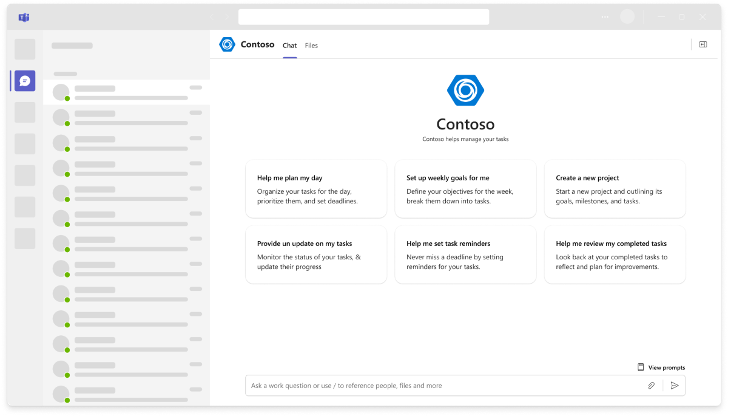 Contoso
Chat
Files
Contoso
Contoso helps manage your tasks
Help me plan my day
Organize your tasks for the day,
prioritize them, and set deadlines.
Set up weekly goals for me
Define your objectives for the week,
break them down into tasks.
Create a new project
Start a new project and outlining its
goals, milestones, and tasks.
Provide un update on my tasks
Monitor the status of your tasks, &
update their progress
Help me set task reminders
Never miss a deadline by setting
reminders for your tasks.
Help me review my completed tasks
Look back at your completed tasks to
reflect and plan for improvements.
View prompts
Ask a work question or use / to reference people, files and more